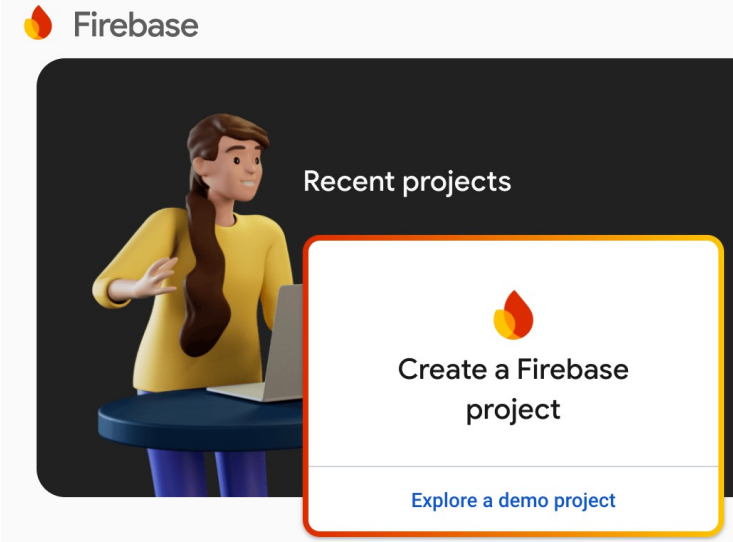 Firebase
Recent projects
Create a Firebase
project
Explore a demo project